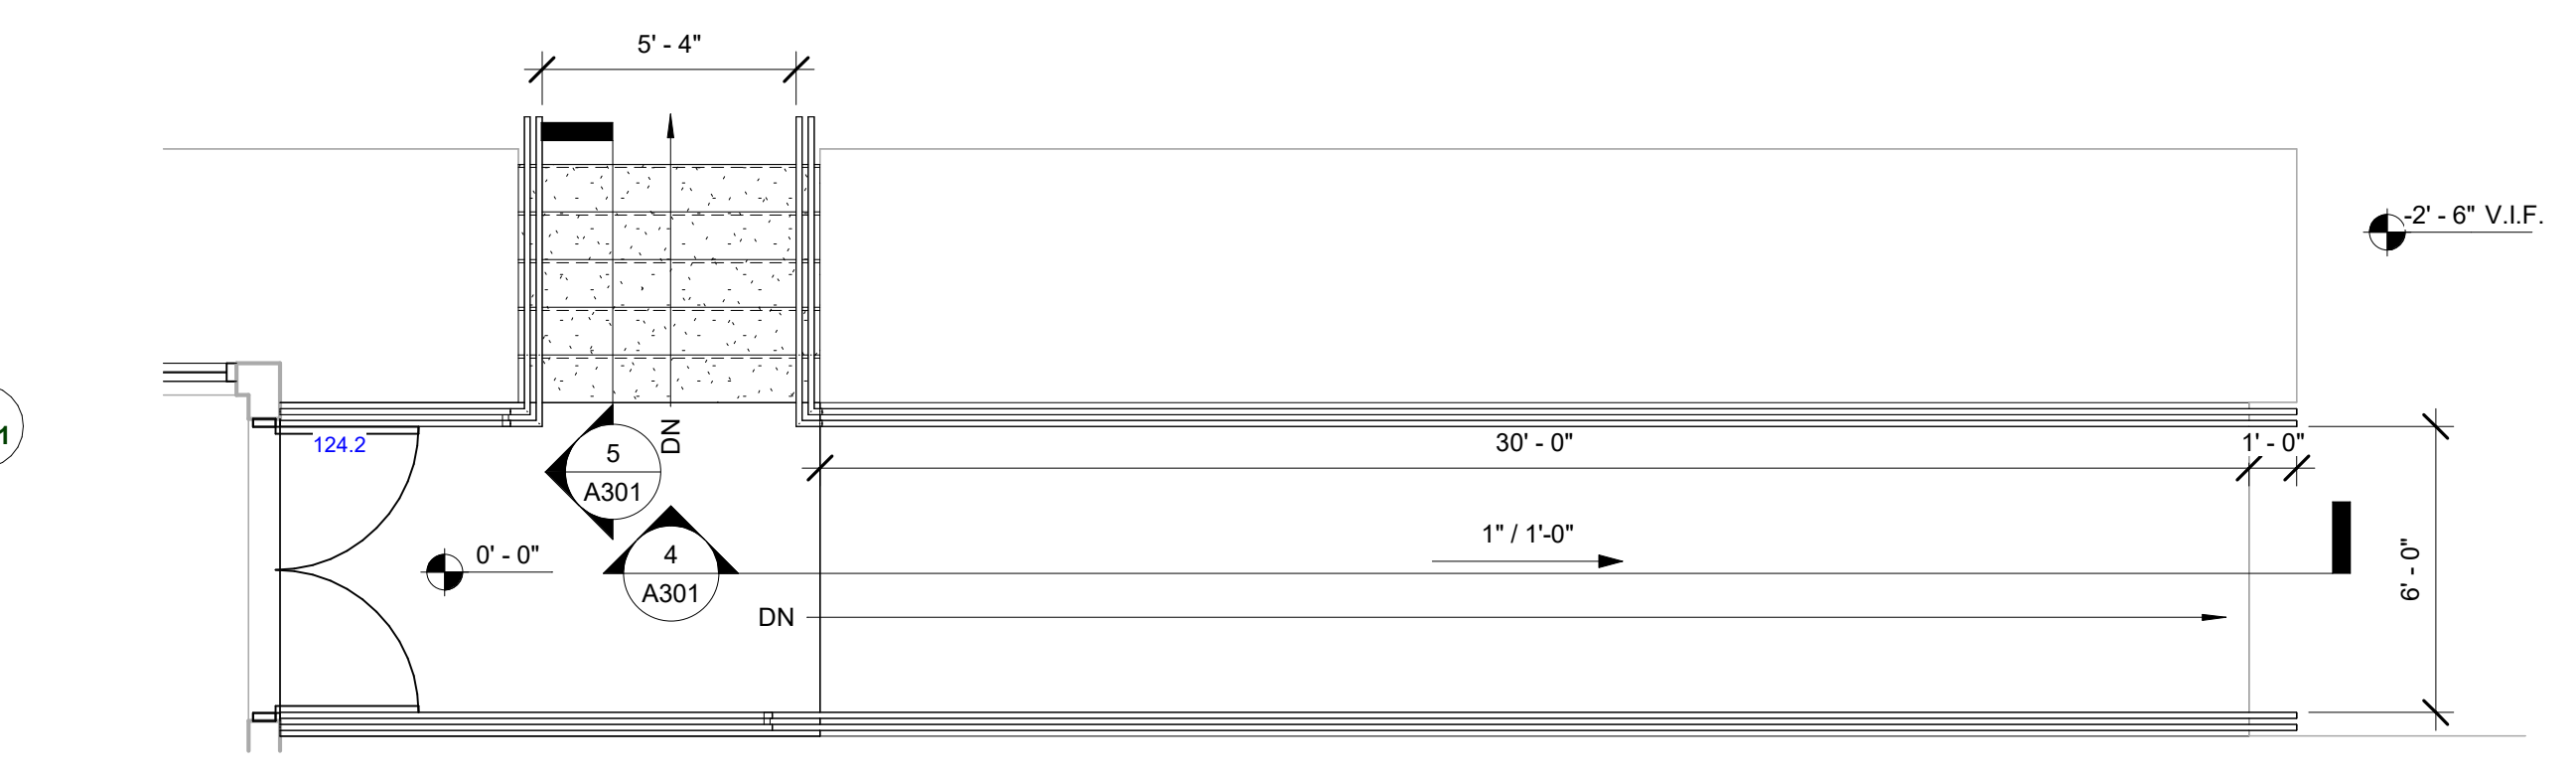 5' - 4"
-2' - 6" V.I.F.
1
124.2
DN
30' - 0"
1' - 0"
5
A301
1" / 1'-0"
0' - 0"
4
A301
6' - 0"
DN